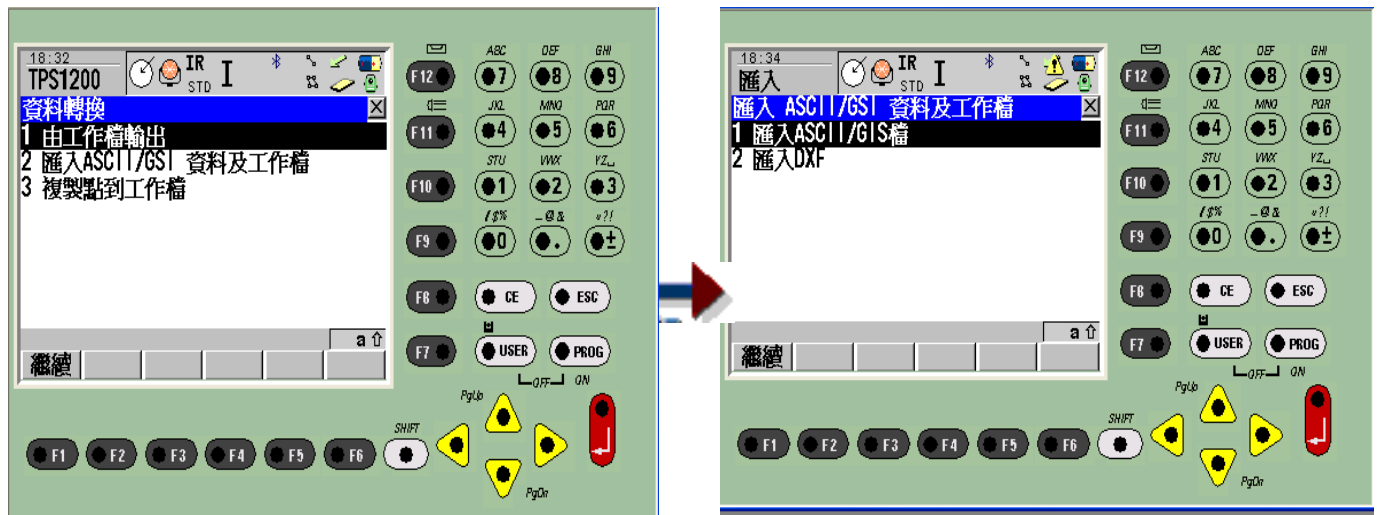 18:32
TPS1200
IR
STD
I
資料轉換
1 由工作檔輸出
2 匯入ASCII/GSI 資料及工作檔
3 複製點到工作檔
a
繼續
ABC DEF GHI
F12 7 8 9
JKL MNO PQR
F11 4 5 6
STU VWX YZ
F10 1 2 3
/$% _@& *?!
F9 0 . ±
F8 CE ESC
F7 USER PROG
OFF ON
PgUp
SHIFT
F1 F2 F3 F4 F5 F6
PgDn
18:34
匯入
IR
STD
I
匯入 ASCII/GSI 資料及工作檔
1 匯入ASCII/GIS檔
2 匯入DXF
a
繼續
ABC DEF GHI
F12 7 8 9
JKL MNO PQR
F11 4 5 6
STU VWX YZ
F10 1 2 3
/$% _@& *?!
F9 0 . ±
F8 CE ESC
F7 USER PROG
OFF ON
PgUp
SHIFT
F1 F2 F3 F4 F5 F6
PgDn